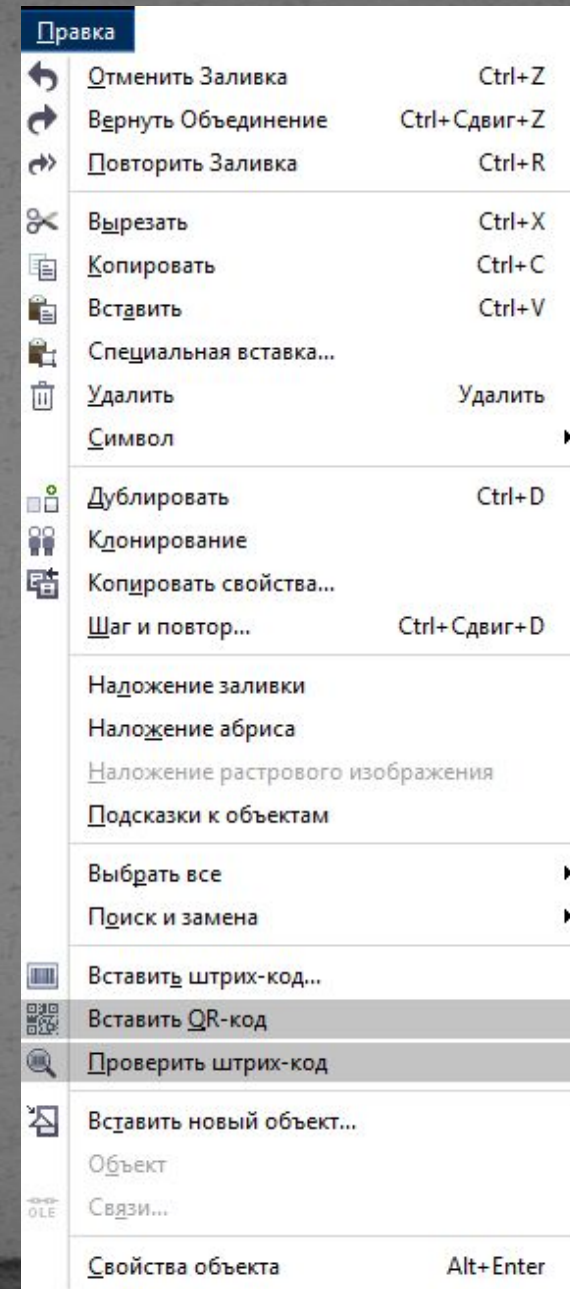 Правка
Отменить Заливка Ctrl+Z
Вернуть Объединение Ctrl+Сдвиг+Z
Повторить Заливка Ctrl+R
Вырезать Ctrl+X
Копировать Ctrl+C
Вставить Ctrl+V
Специальная вставка...
Удалить Удалить
Символ
Дублировать Ctrl+D
Клонирование
Копировать свойства...
Шаг и повтор... Ctrl+Сдвиг+D
Наложение заливки
Наложение абриса
Наложение растрового изображения
Подсказки к объектам
Выбрать все
Поиск и замена
Вставить штрих-код...
Вставить QR-код
Проверить штрих-код
Вставить новый объект...
Объект
OLE Связи...
Свойства объекта Alt+Enter